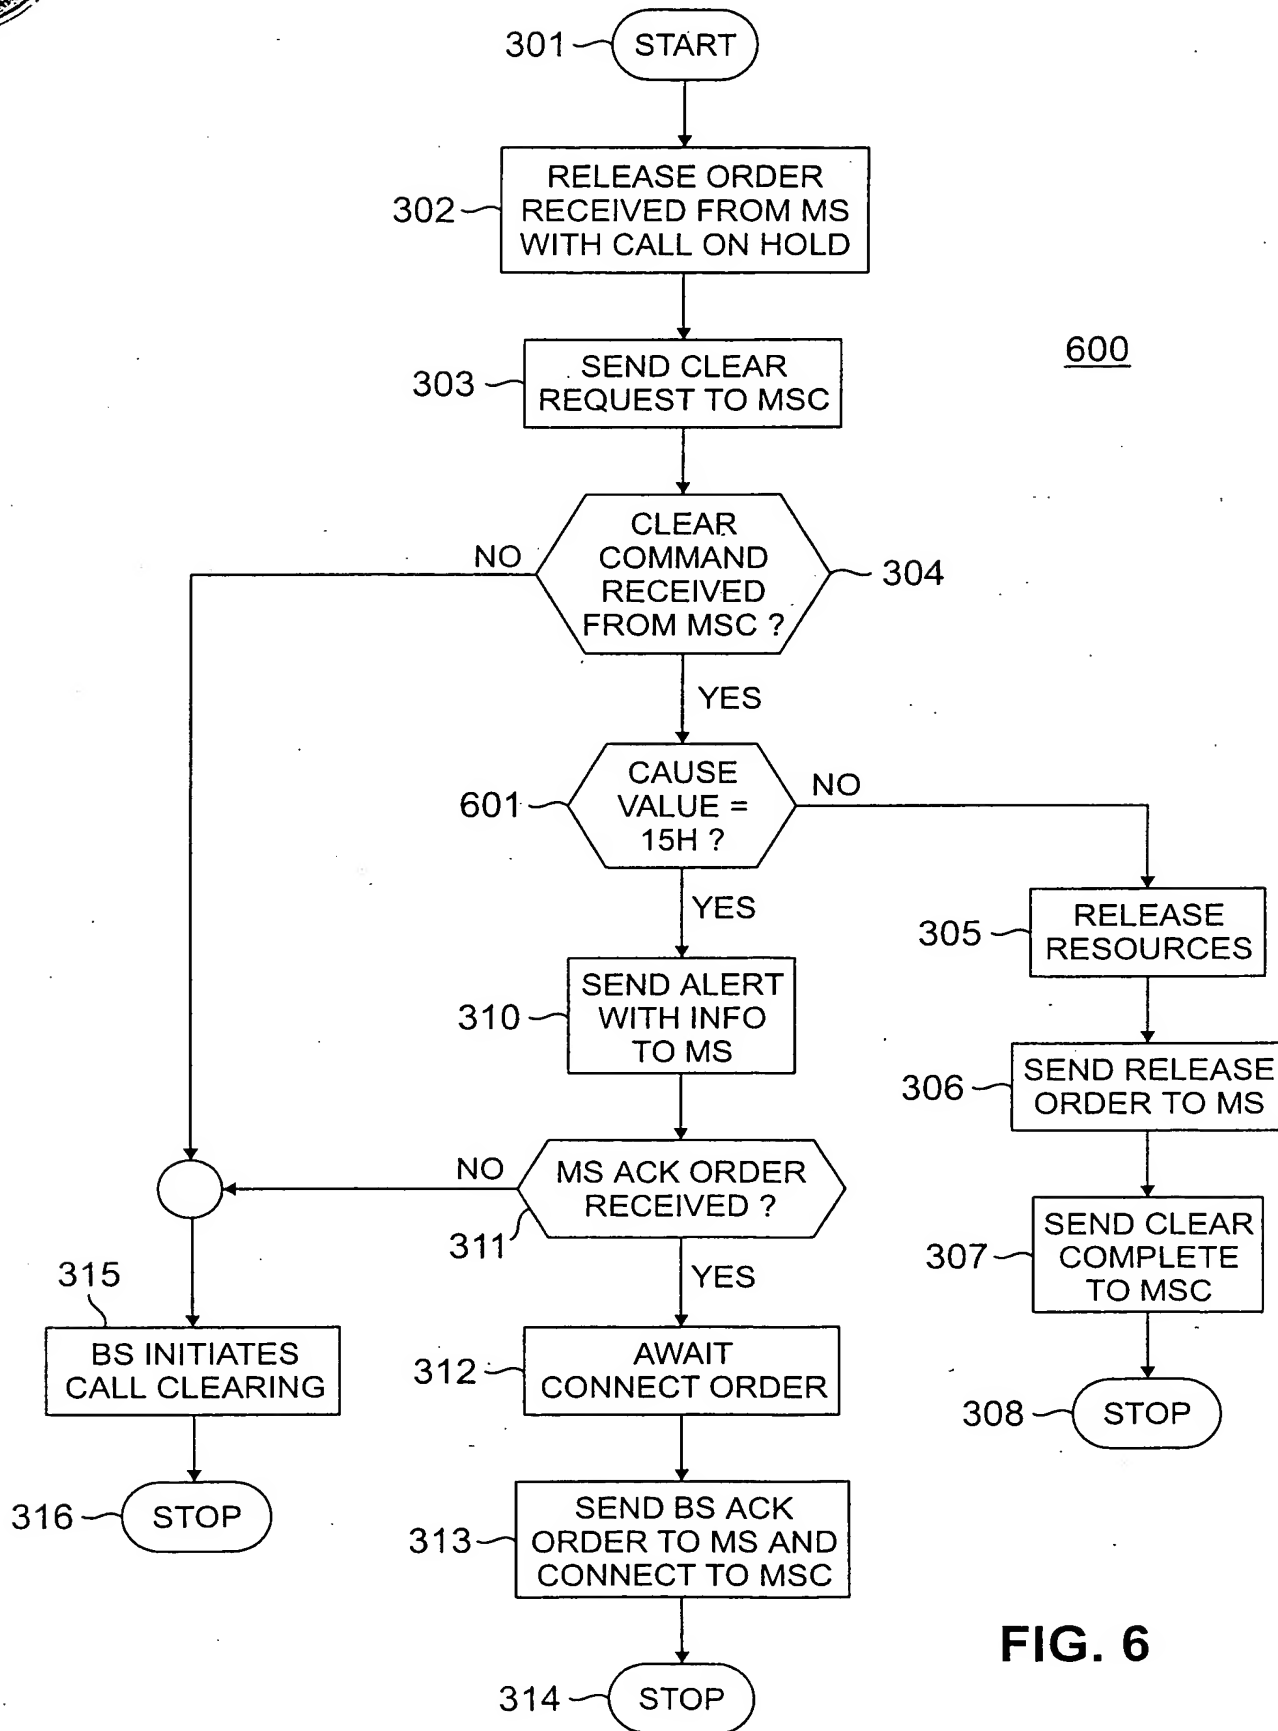 301
START
302
RELEASE ORDER
RECEIVED FROM MS
WITH CALL ON HOLD
600
303
SEND CLEAR
REQUEST TO MSC
CLEAR
COMMAND
RECEIVED
FROM MSC ?
304
NO
YES
601
CAUSE
VALUE =
15H ?
NO
YES
305
RELEASE
RESOURCES
310
SEND ALERT
WITH INFO
TO MS
306
SEND RELEASE
ORDER TO MS
NO
MS ACK ORDER
RECEIVED ?
311
YES
307
SEND CLEAR
COMPLETE
TO MSC
315
BS INITIATES
CALL CLEARING
312
AWAIT
CONNECT ORDER
308
STOP
316
STOP
313
SEND BS ACK
ORDER TO MS AND
CONNECT TO MSC
314
STOP
FIG. 6